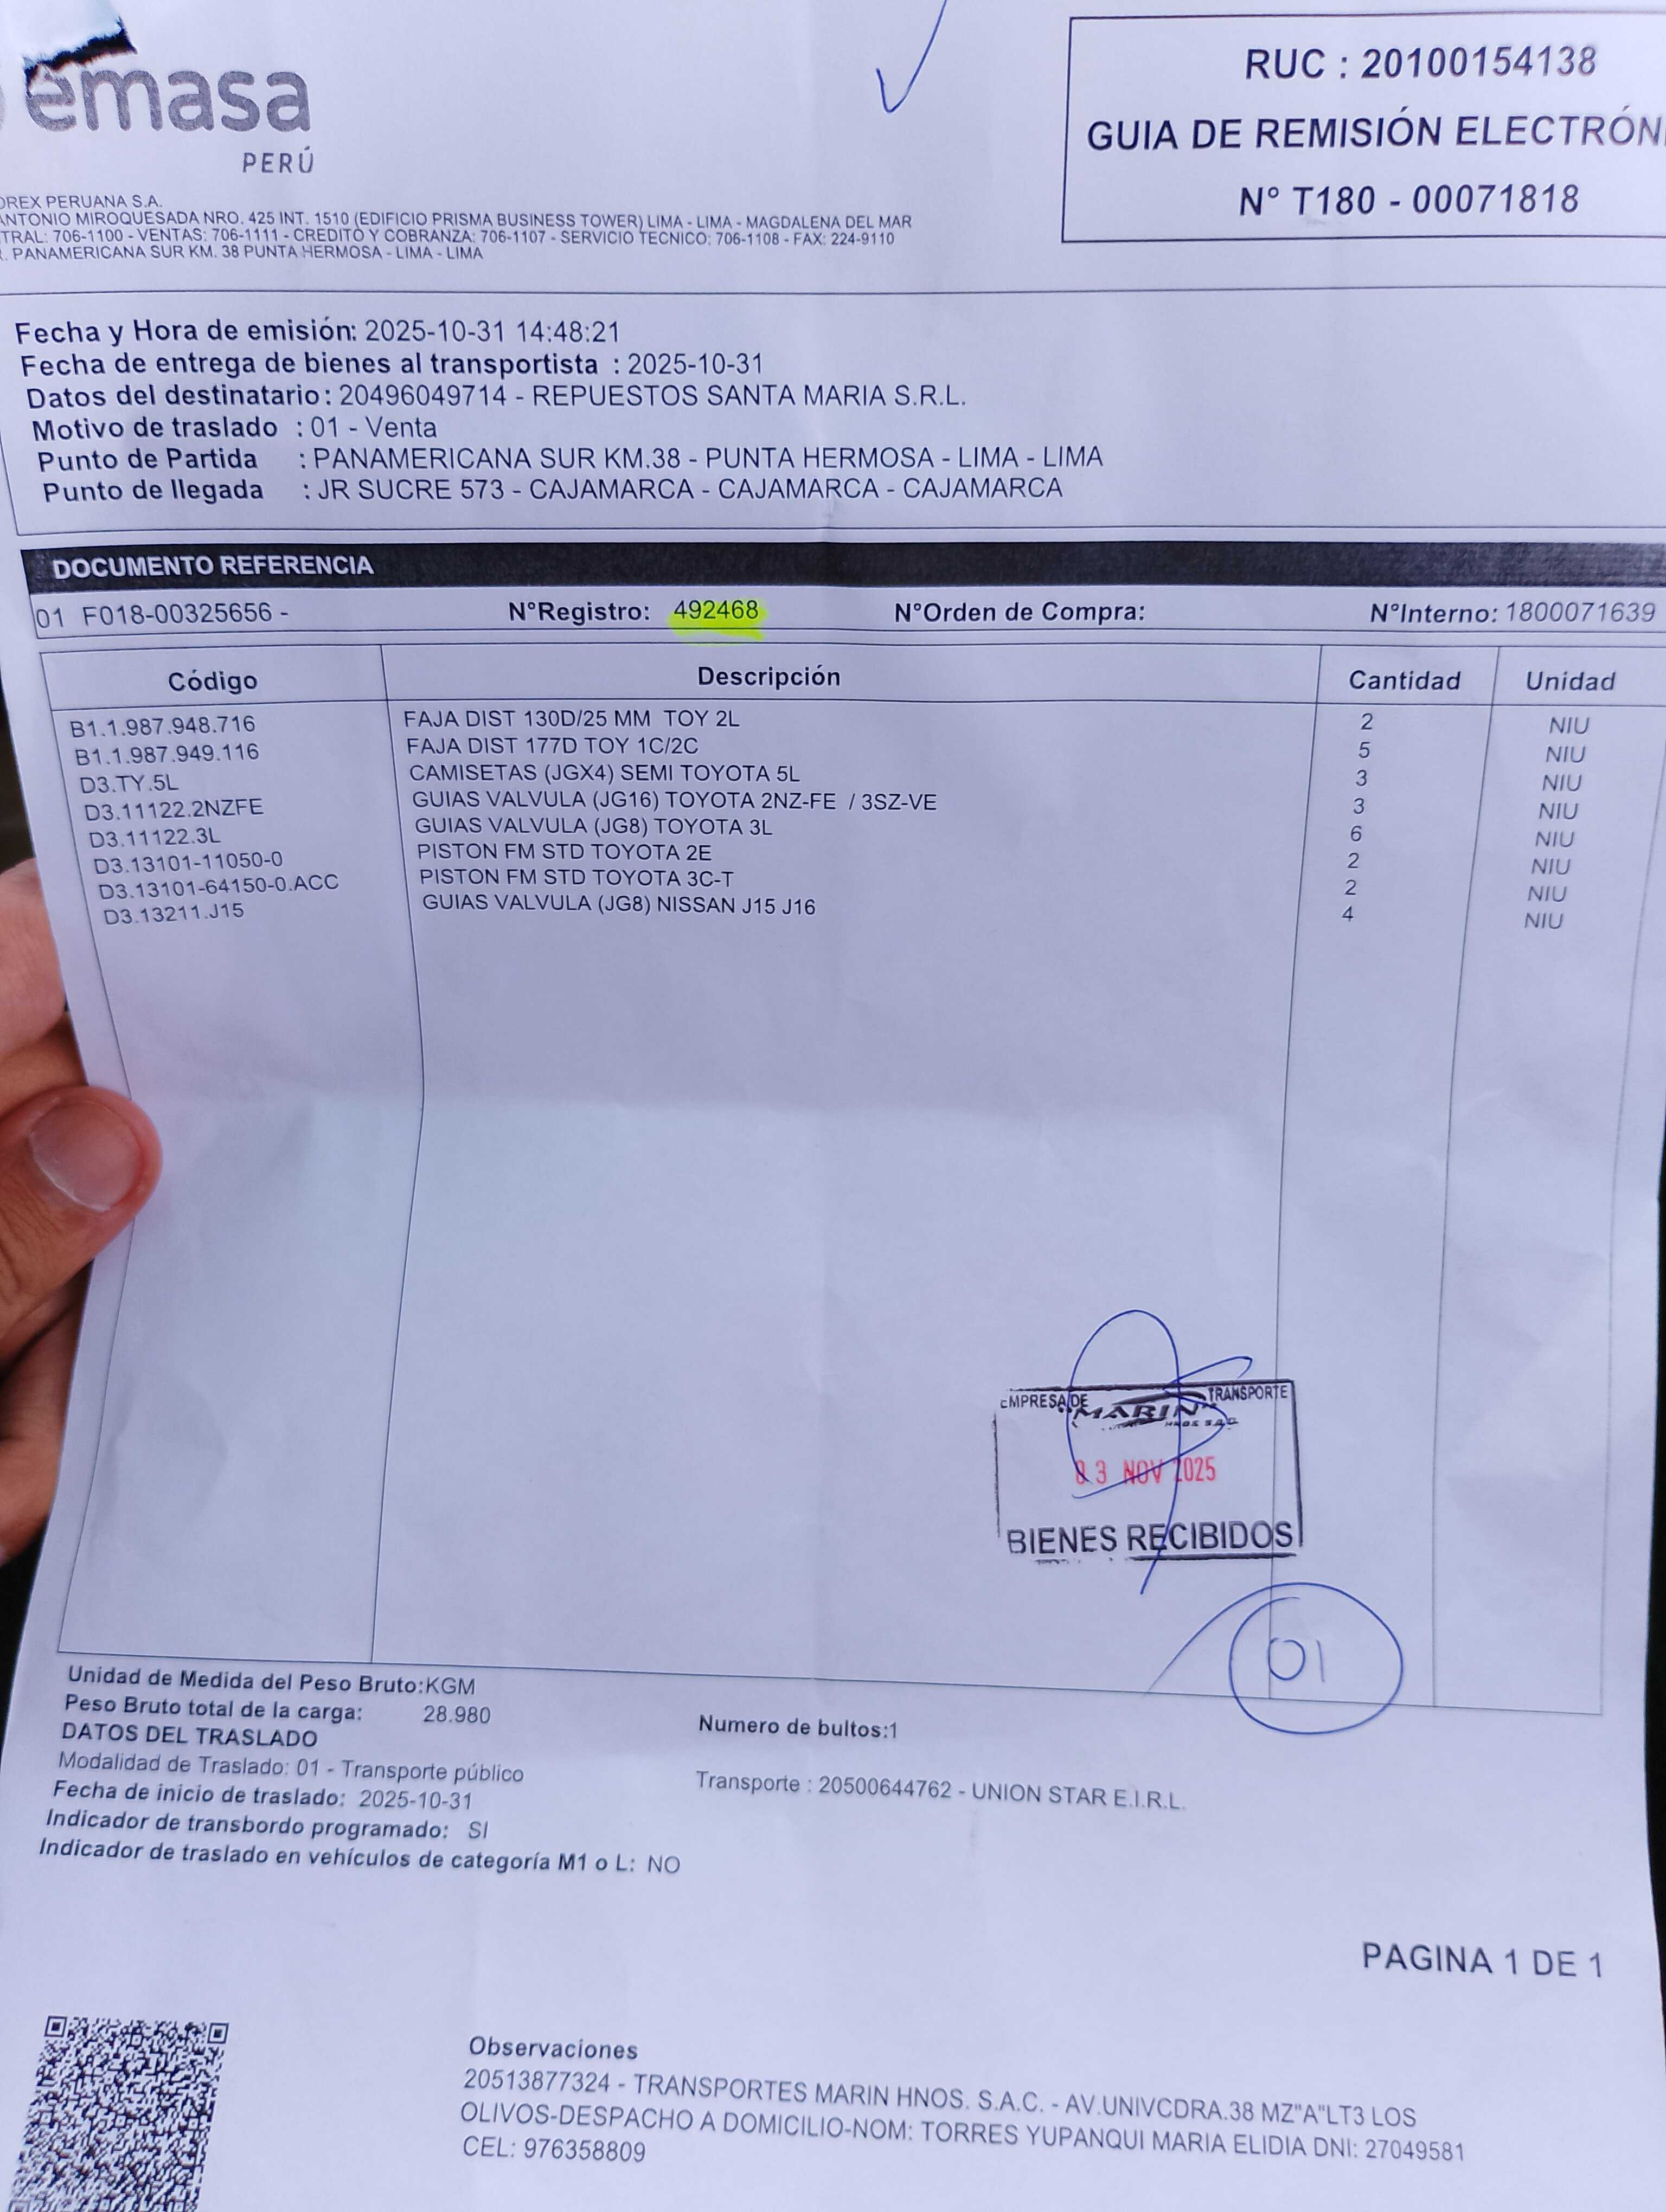 emasa
PERÚ
OREX PERUANA S.A.
ANTONIO MIROQUESADA NRO. 425 INT. 1510 (EDIFICIO PRISMA BUSINESS TOWER) LIMA - LIMA - MAGDALENA DEL MAR
TRAL: 706-1100 - VENTAS: 706-1111 - CREDITO Y COBRANZA: 706-1107 - SERVICIO TECNICO: 706-1108 - FAX: 224-9110
. PANAMERICANA SUR KM. 38 PUNTA HERMOSA - LIMA - LIMA
RUC : 20100154138
GUIA DE REMISIÓN ELECTRÓN
N° T180 - 00071818
Fecha y Hora de emisión: 2025-10-31 14:48:21
Fecha de entrega de bienes al transportista : 2025-10-31
Datos del destinatario: 20496049714 - REPUESTOS SANTA MARIA S.R.L.
Motivo de traslado : 01 - Venta
Punto de Partida : PANAMERICANA SUR KM.38 - PUNTA HERMOSA - LIMA - LIMA
Punto de llegada : JR SUCRE 573 - CAJAMARCA - CAJAMARCA - CAJAMARCA
DOCUMENTO REFERENCIA
01 F018-00325656 - N°Registro: 492468 N°Orden de Compra: N°Interno: 1800071639
Código Descripción Cantidad Unidad
B1.1.987.948.716 FAJA DIST 130D/25 MM TOY 2L 2 NIU
B1.1.987.949.116 FAJA DIST 177D TOY 1C/2C 5 NIU
D3.TY.5L CAMISETAS (JGX4) SEMI TOYOTA 5L 3 NIU
D3.11122.2NZFE GUIAS VALVULA (JG16) TOYOTA 2NZ-FE / 3SZ-VE 3 NIU
D3.11122.3L GUIAS VALVULA (JG8) TOYOTA 3L 6 NIU
D3.13101-11050-0 PISTON FM STD TOYOTA 2E 2 NIU
D3.13101-64150-0.ACC PISTON FM STD TOYOTA 3C-T 2 NIU
D3.13211.J15 GUIAS VALVULA (JG8) NISSAN J15 J16 4 NIU
EMPRESA DE TRANSPORTE
"MARIN"
HNOS S.A.C.
03 NOV 2025
BIENES RECIBIDOS
01
Unidad de Medida del Peso Bruto:KGM
Peso Bruto total de la carga: 28.980
Numero de bultos:1
DATOS DEL TRASLADO
Modalidad de Traslado: 01 - Transporte público
Transporte : 20500644762 - UNION STAR E.I.R.L.
Fecha de inicio de traslado: 2025-10-31
Indicador de transbordo programado: SI
Indicador de traslado en vehículos de categoría M1 o L: NO
PAGINA 1 DE 1
Observaciones
20513877324 - TRANSPORTES MARIN HNOS. S.A.C. - AV.UNIVCDRA.38 MZ"A"LT3 LOS
OLIVOS-DESPACHO A DOMICILIO-NOM: TORRES YUPANQUI MARIA ELIDIA DNI: 27049581
CEL: 976358809